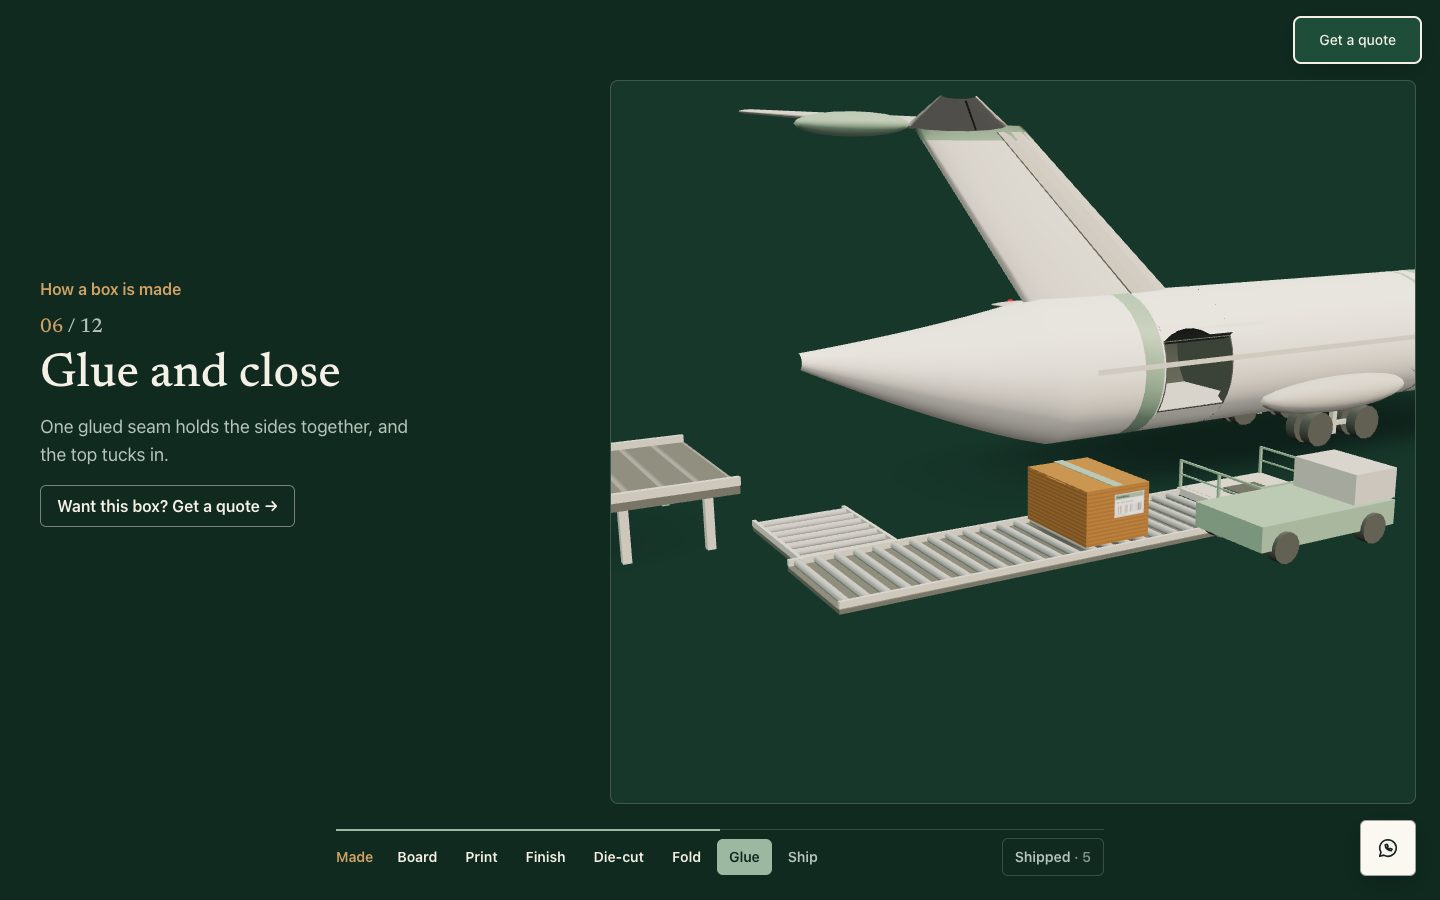 Get a quote
How a box is made
06 / 12
Glue and close
One glued seam holds the sides together, and
the top tucks in.
Want this box? Get a quote →
Made Board Print Finish Die-cut Fold Glue Ship Shipped · 5